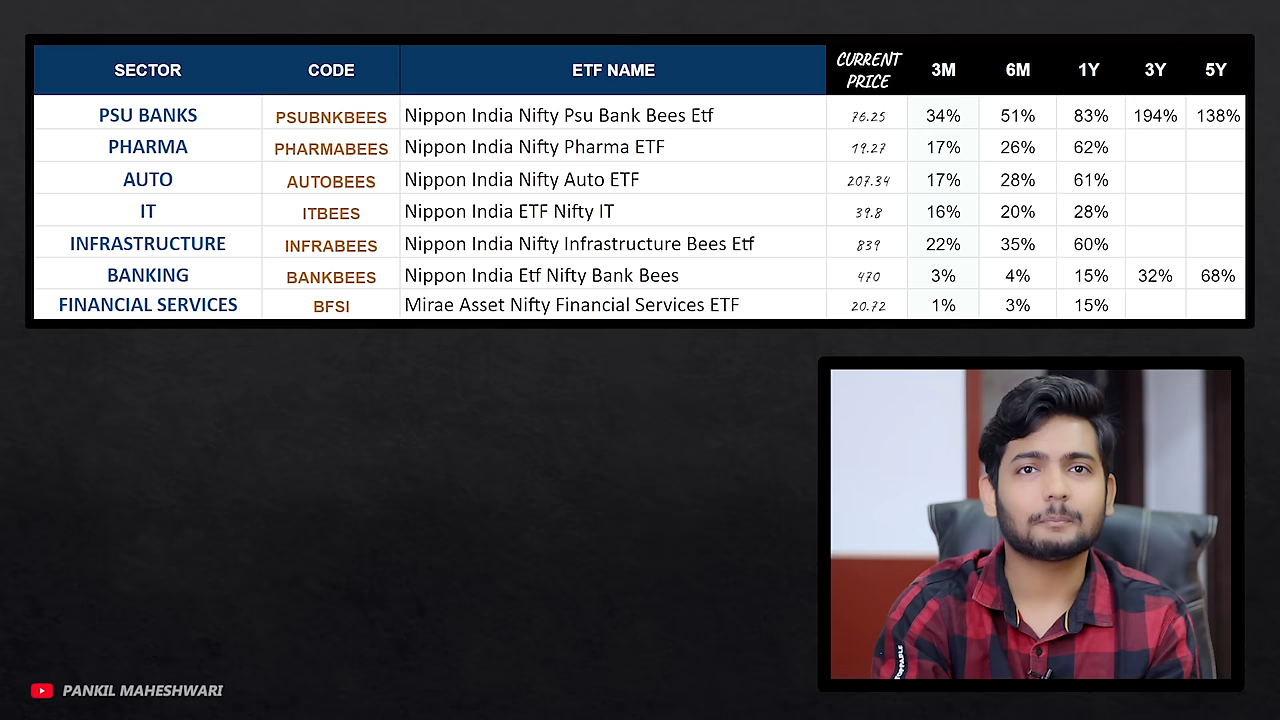 SECTOR CODE ETF NAME CURRENT PRICE 3M 6M 1Y 3Y 5Y
PSU BANKS PSUBNKBEES Nippon India Nifty Psu Bank Bees Etf 76.25 34% 51% 83% 194% 138%
PHARMA PHARMABEES Nippon India Nifty Pharma ETF 19.27 17% 26% 62%
AUTO AUTOBEES Nippon India Nifty Auto ETF 207.34 17% 28% 61%
IT ITBEES Nippon India ETF Nifty IT 39.8 16% 20% 28%
INFRASTRUCTURE INFRABEES Nippon India Nifty Infrastructure Bees Etf 839 22% 35% 60%
BANKING BANKBEES Nippon India Etf Nifty Bank Bees 470 3% 4% 15% 32% 68%
FINANCIAL SERVICES BFSI Mirae Asset Nifty Financial Services ETF 20.72 1% 3% 15%
PANKIL MAHESHWARI